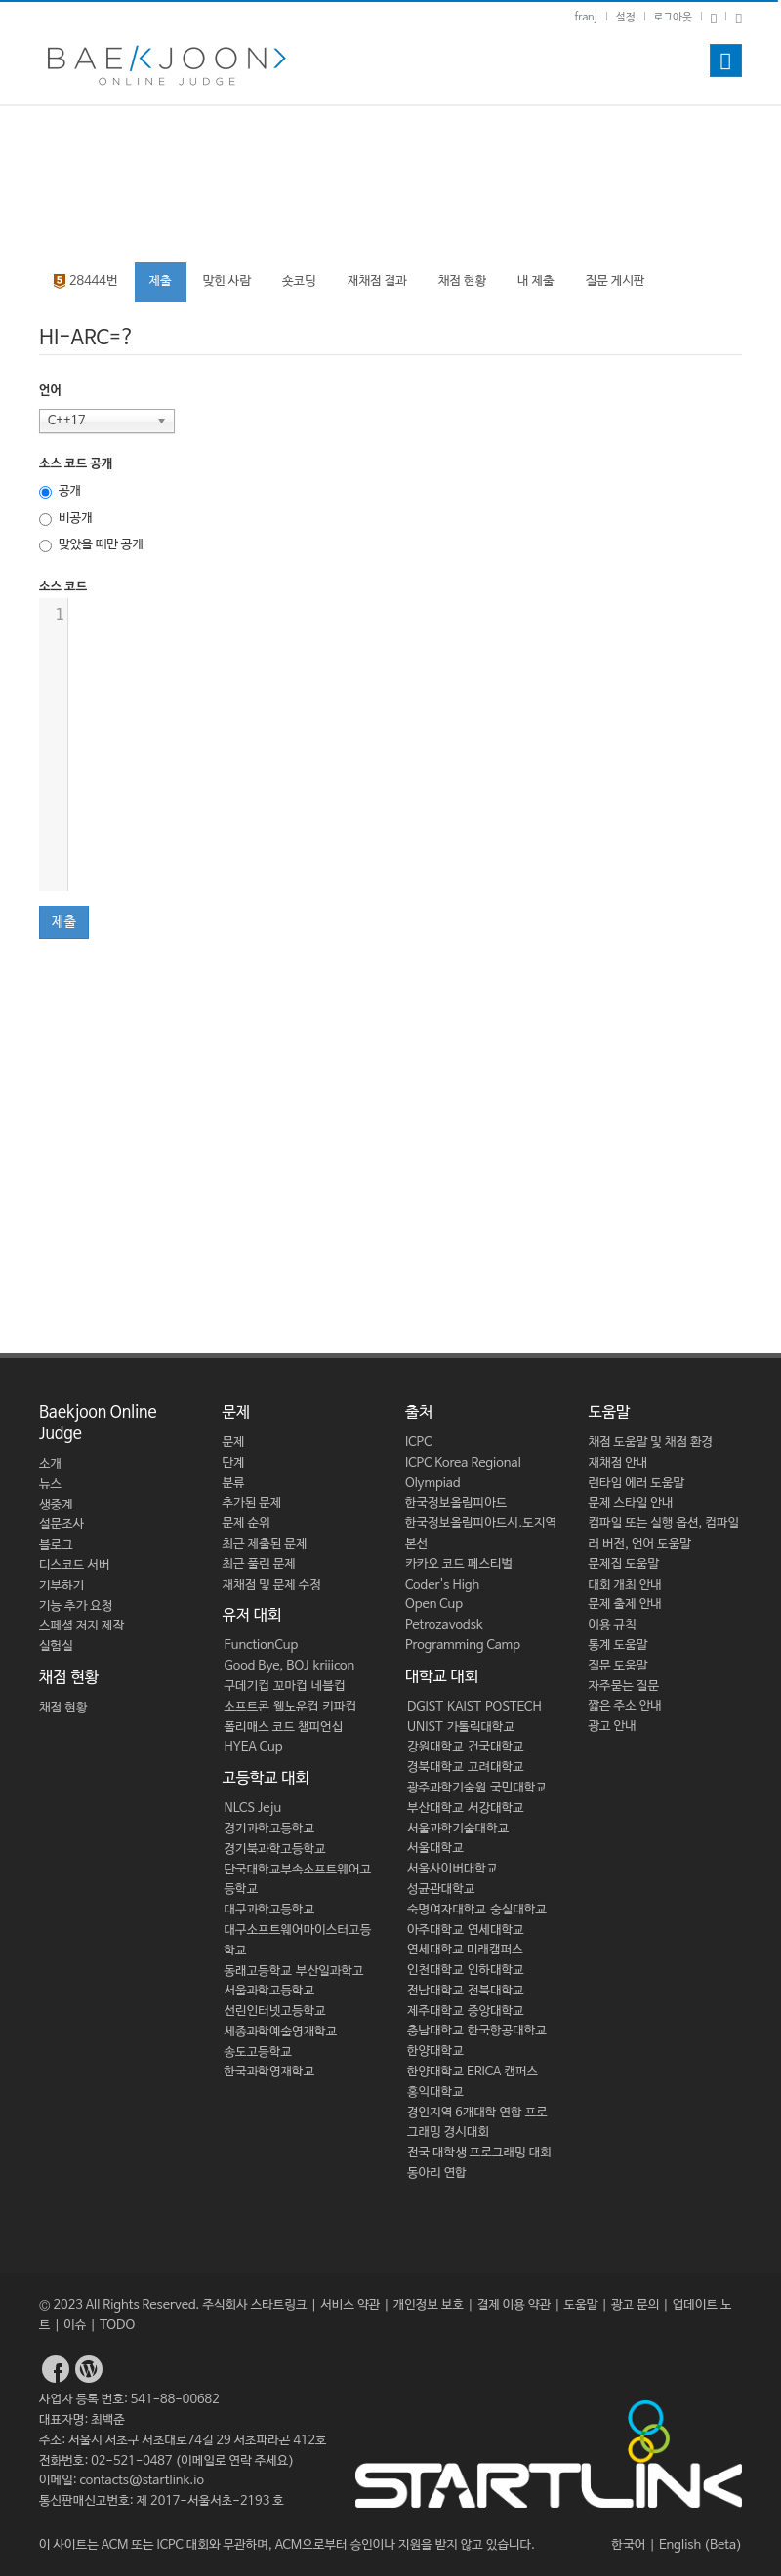 franj | 설정 | 로그아웃 | |
BAEKJOON
ONLINE JUDGE
5 28444번 제출 맞힌 사람 숏코딩 재채점 결과 채점 현황 내 제출 질문 게시판
HI-ARC=?
언어
C++17
소스 코드 공개
공개
비공개
맞았을 때만 공개
소스 코드
1
제출
Baekjoon Online
Judge
소개
뉴스
생중계
설문조사
블로그
디스코드 서버
기부하기
기능 추가 요청
스페셜 저지 제작
실험실
채점 현황
채점 현황
문제
문제
단계
분류
추가된 문제
문제 순위
최근 제출된 문제
최근 풀린 문제
재채점 및 문제 수정
유저 대회
FunctionCup
Good Bye, BOJ kriiicon
구데기컵 꼬마컵 네블컵
소프트콘 웰노운컵 키파컵
폴리매스 코드 챔피언십
HYEA Cup
고등학교 대회
NLCS Jeju
경기과학고등학교
경기북과학고등학교
단국대학교부속소프트웨어고
등학교
대구과학고등학교
대구소프트웨어마이스터고등
학교
동래고등학교 부산일과학고
서울과학고등학교
선린인터넷고등학교
세종과학예술영재학교
송도고등학교
한국과학영재학교
출처
ICPC
ICPC Korea Regional
Olympiad
한국정보올림피아드
한국정보올림피아드시.도지역
본선
카카오 코드 페스티벌
Coder's High
Open Cup
Petrozavodsk
Programming Camp
대학교 대회
DGIST KAIST POSTECH
UNIST 가톨릭대학교
강원대학교 건국대학교
경북대학교 고려대학교
광주과학기술원 국민대학교
부산대학교 서강대학교
서울과학기술대학교
서울대학교
서울사이버대학교
성균관대학교
숙명여자대학교 숭실대학교
아주대학교 연세대학교
연세대학교 미래캠퍼스
인천대학교 인하대학교
전남대학교 전북대학교
제주대학교 중앙대학교
충남대학교 한국항공대학교
한양대학교
한양대학교 ERICA 캠퍼스
홍익대학교
경인지역 6개대학 연합 프로
그래밍 경시대회
전국 대학생 프로그래밍 대회
동아리 연합
도움말
채점 도움말 및 채점 환경
재채점 안내
런타임 에러 도움말
문제 스타일 안내
컴파일 또는 실행 옵션, 컴파일
러 버전, 언어 도움말
문제집 도움말
대회 개최 안내
문제 출제 안내
이용 규칙
통계 도움말
질문 도움말
자주묻는 질문
짧은 주소 안내
광고 안내
© 2023 All Rights Reserved. 주식회사 스타트링크 | 서비스 약관 | 개인정보 보호 | 결제 이용 약관 | 도움말 | 광고 문의 | 업데이트 노
트 | 이슈 | TODO
사업자 등록 번호: 541-88-00682
대표자명: 최백준
주소: 서울시 서초구 서초대로74길 29 서초파라곤 412호
전화번호: 02-521-0487 (이메일로 연락 주세요)
이메일: contacts@startlink.io
통신판매신고번호: 제 2017-서울서초-2193 호
STARTLINK
이 사이트는 ACM 또는 ICPC 대회와 무관하며, ACM으로부터 승인이나 지원을 받지 않고 있습니다.
한국어 | English (Beta)